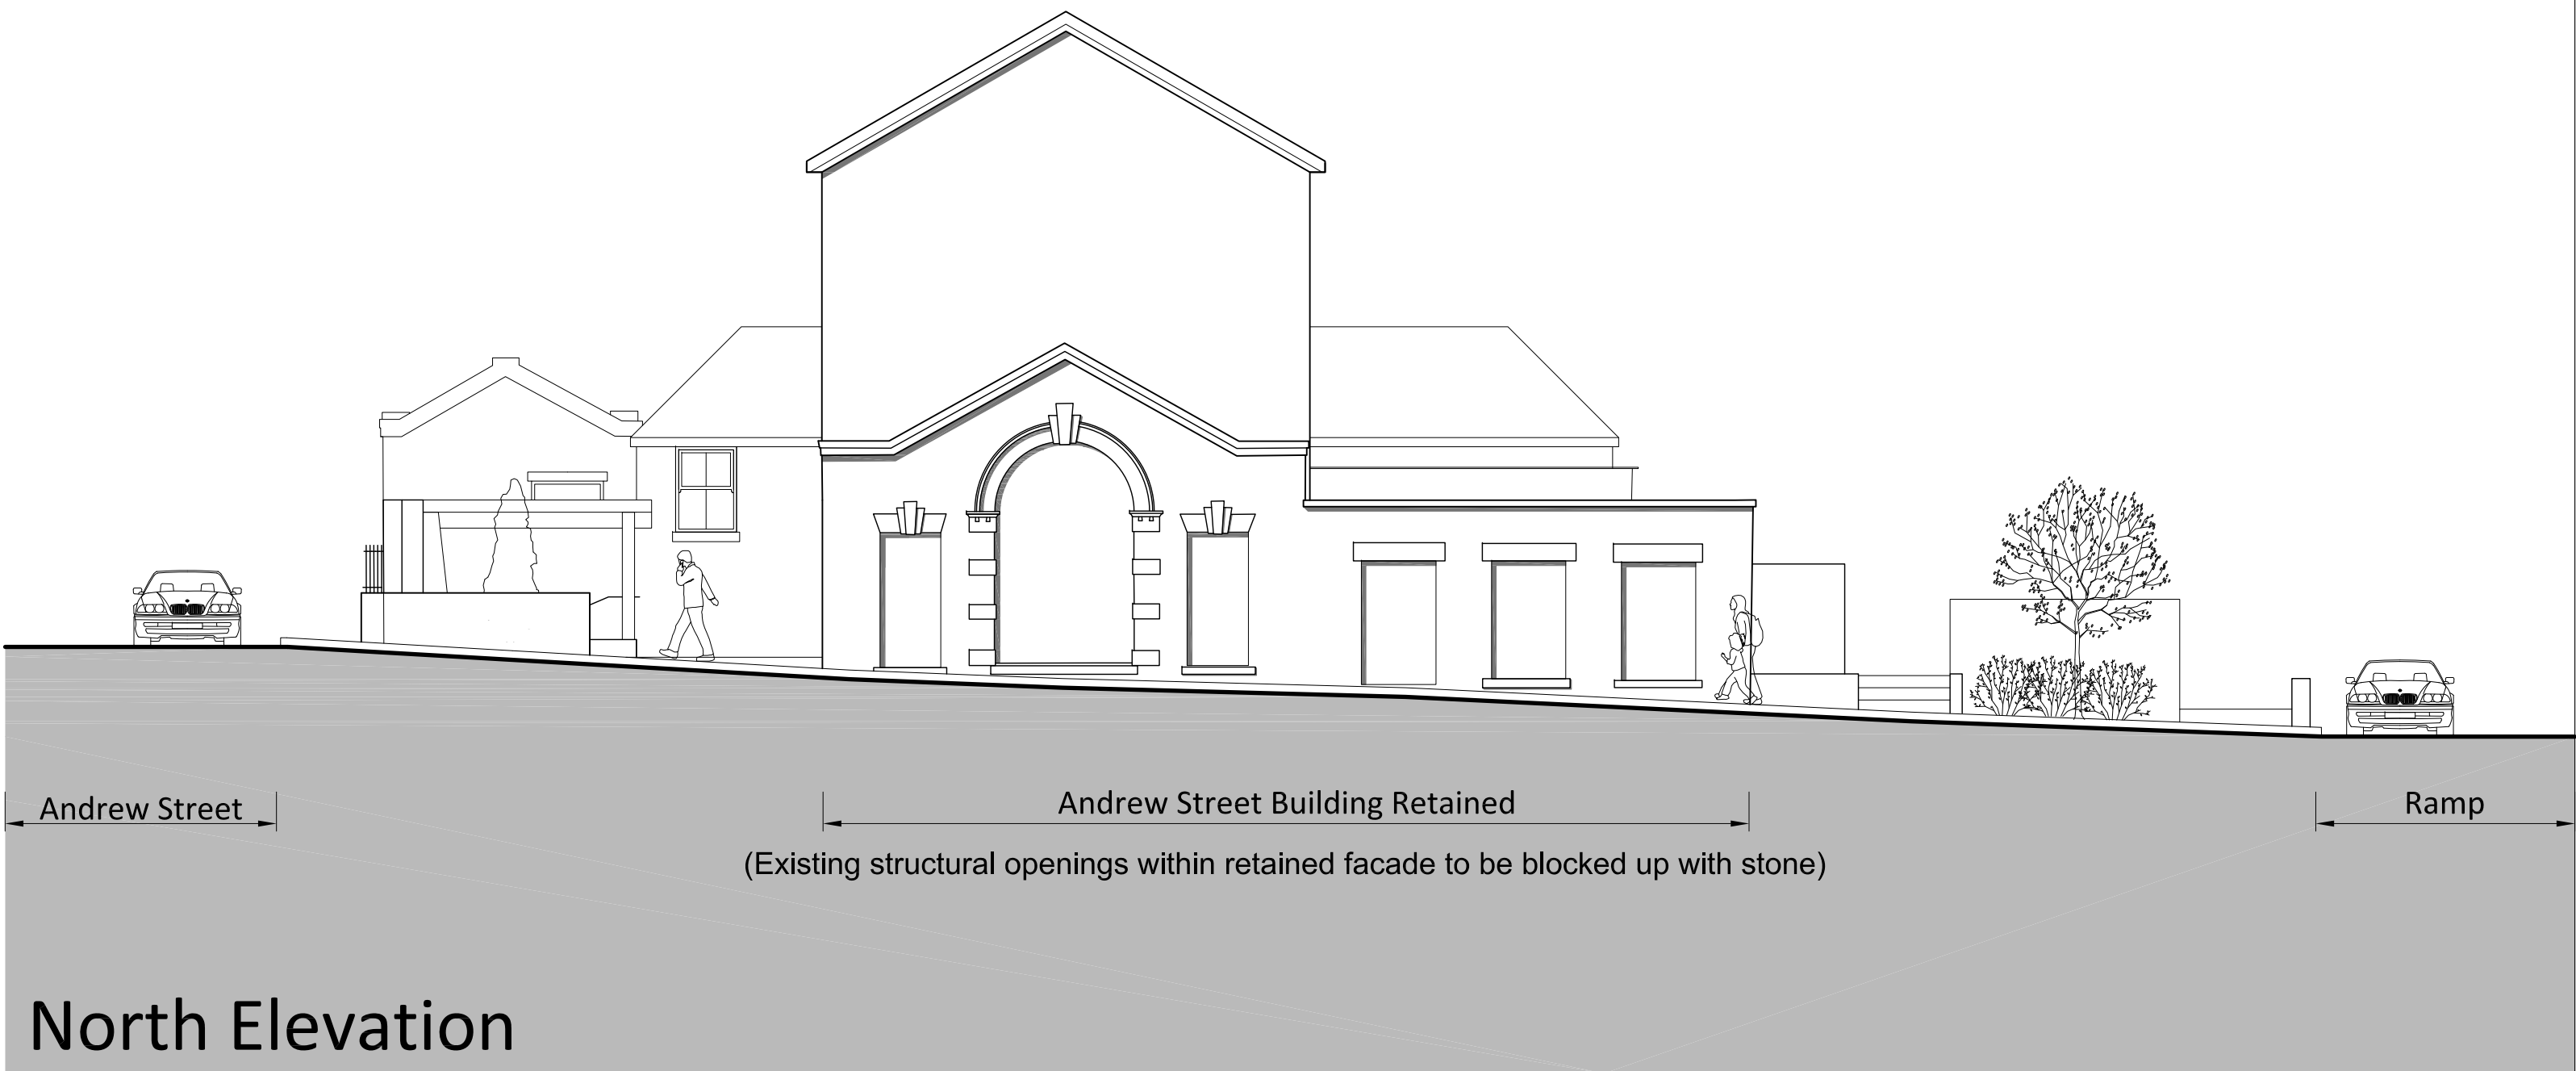 Andrew Street
Andrew Street Building Retained
Ramp
(Existing structural openings within retained facade to be blocked up with stone)
North Elevation